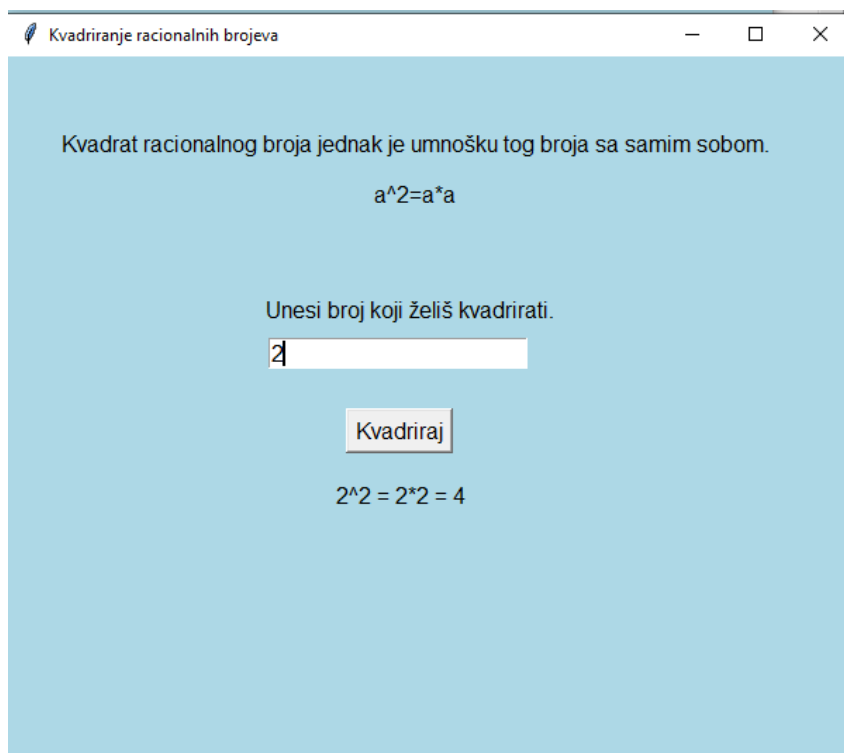 Kvadriranje racionalnih brojeva
Kvadrat racionalnog broja jednak je umnošku tog broja sa samim sobom.
a^2=a*a
Unesi broj koji želiš kvadrirati.
2
Kvadriraj
2^2 = 2*2 = 4